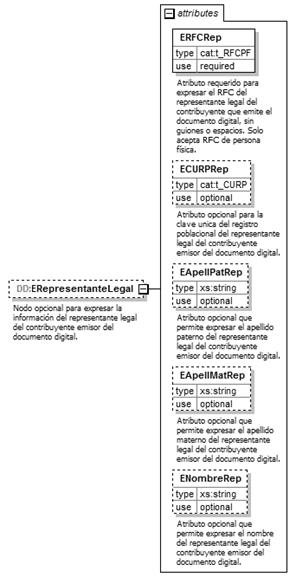 attributes
ERFCRep
type cat:t_RFCPF
use required
Atributo requerido para
expresar el RFC del
representante legal del
contribuyente que emite el
documento digital, sin
guiones o espacios. Solo
acepta RFC de persona
física.
ECURPRep
type cat:t_CURP
use optional
Atributo opcional para la
clave unica del registro
poblacional del representante
legal del contribuyente
emisor del documento digital.
DD:ERepresentanteLegal
Nodo opcional para expresar la
información del representante legal
del contribuyente emisor del
documento digital.
EApellPatRep
type xs:string
use optional
Atributo opcional que
permite expresar el apellido
paterno del representante
legal del contribuyente
emisor del documento digital.
EApellMatRep
type xs:string
use optional
Atributo opcional que
permite expresar el apellido
materno del representante
legal del contribuyente
emisor del documento digital.
ENombreRep
type xs:string
use optional
Atributo opcional que
permite expresar el nombre
del representante legal del
contribuyente emisor del
documento digital.